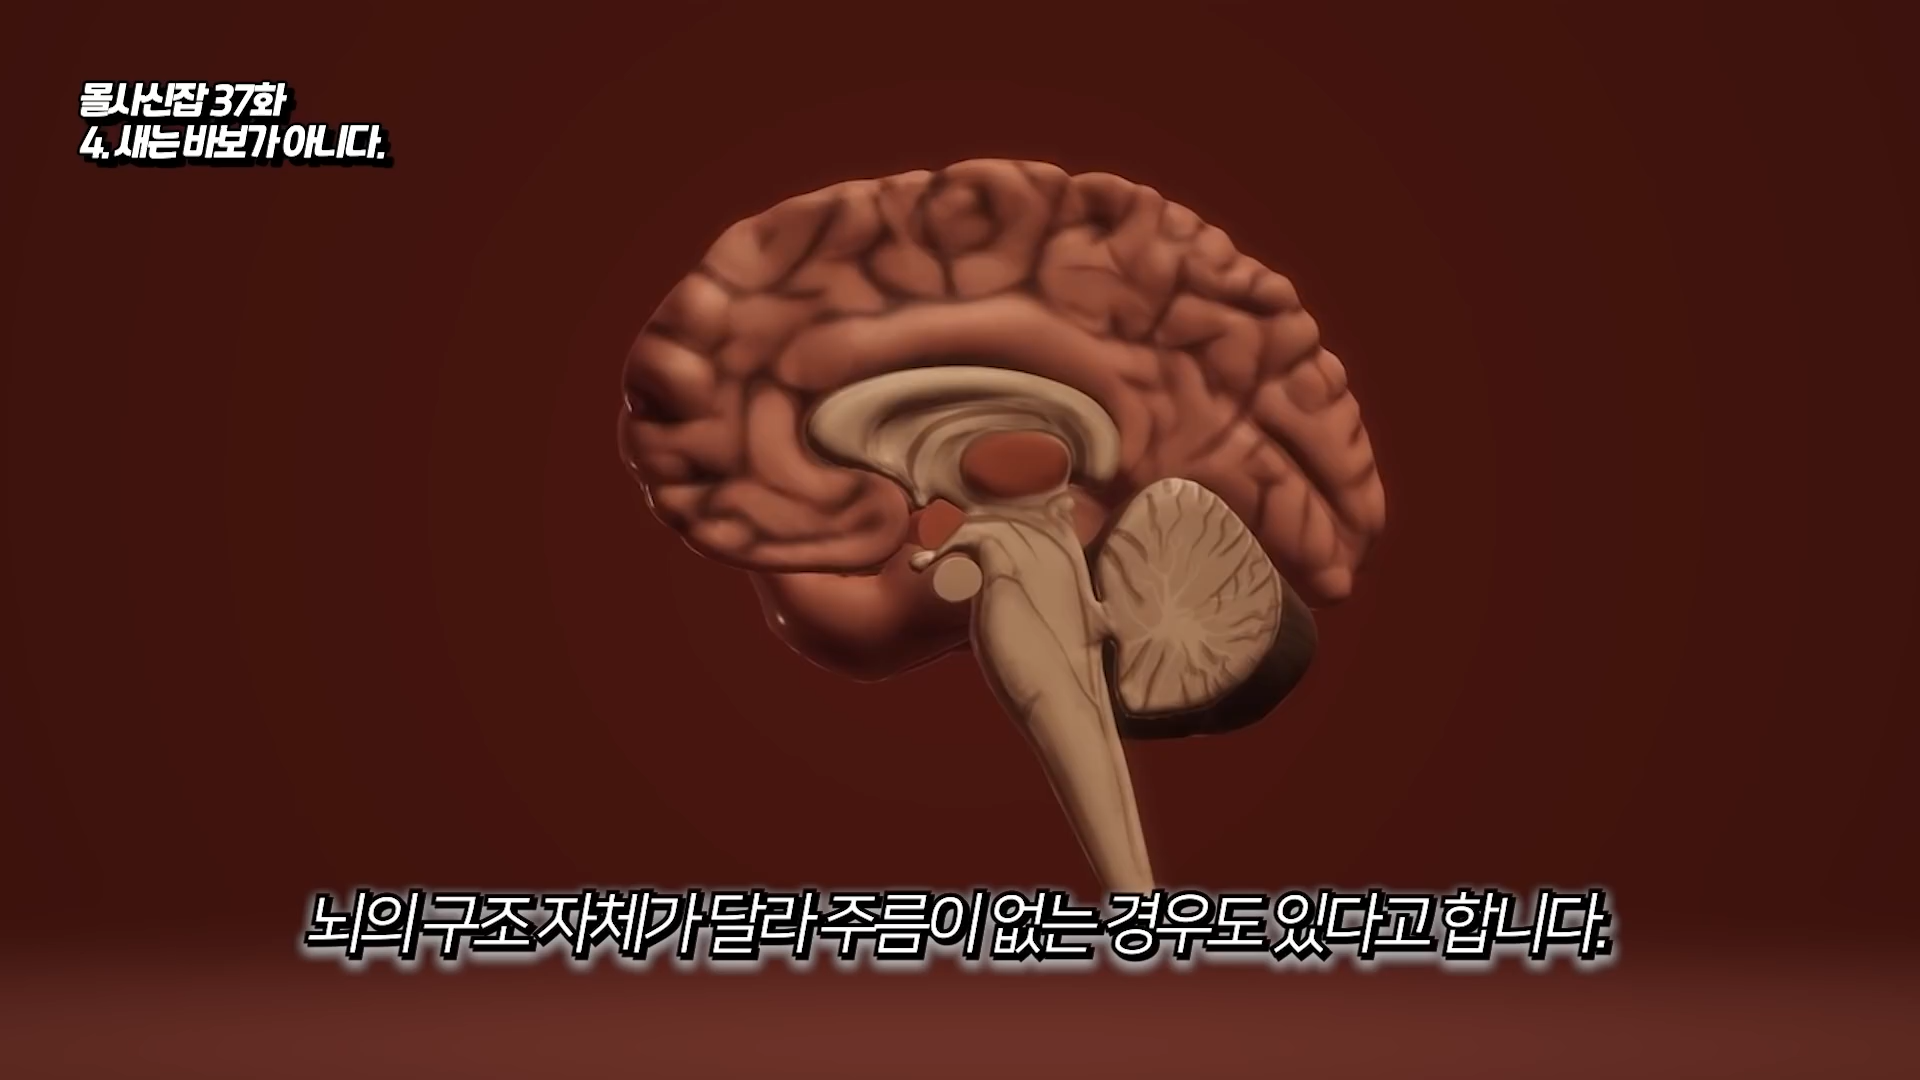 몰사신잡 37화
4. 새는 바보가 아니다.
뇌의 구조 자체가 달라 주름이 없는 경우도 있다고 합니다.